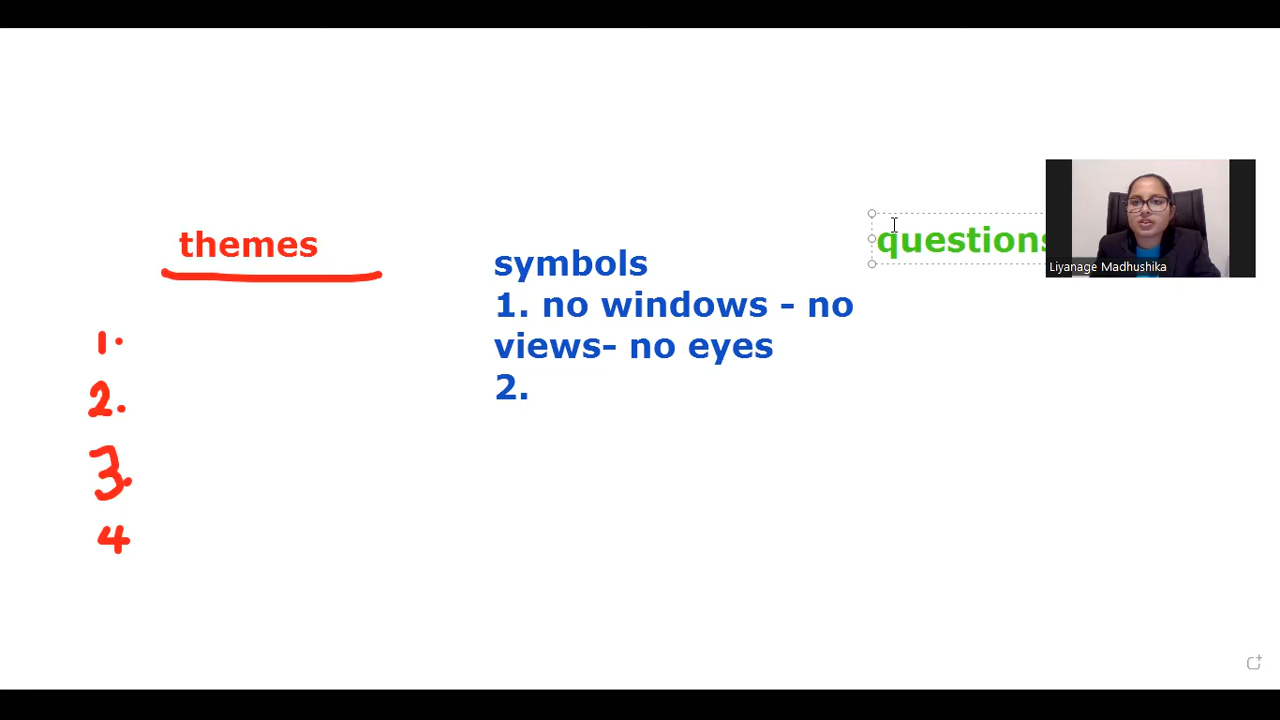 themes
1.
2.
3.
4
symbols
1. no windows - no
views- no eyes
2.
questions
Liyanage Madhushika